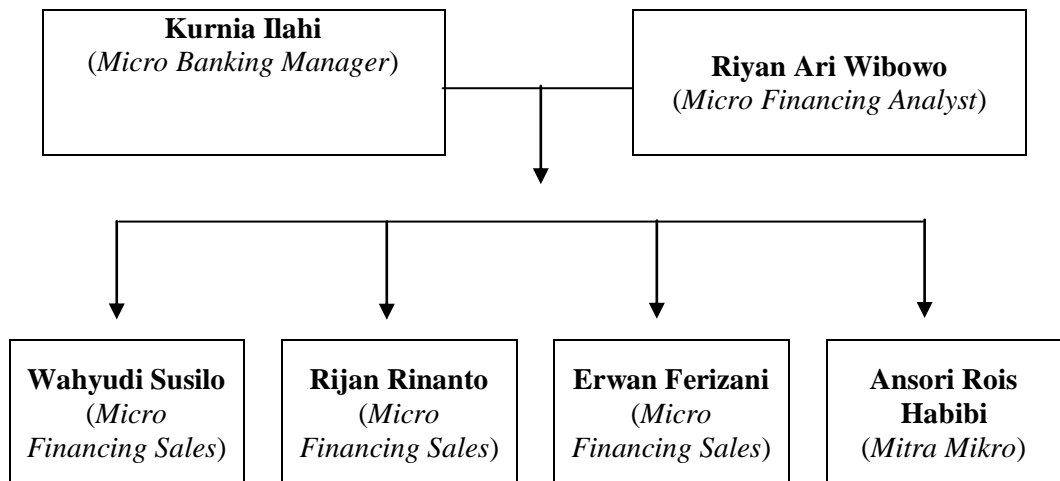 Kurnia Ilahi
(Micro Banking Manager)
Riyan Ari Wibowo
(Micro Financing Analyst)
Wahyudi Susilo
(Micro
Financing Sales)
Rijan Rinanto
(Micro
Financing Sales)
Erwan Ferizani
(Micro
Financing Sales)
Ansori Rois
Habibi
(Mitra Mikro)